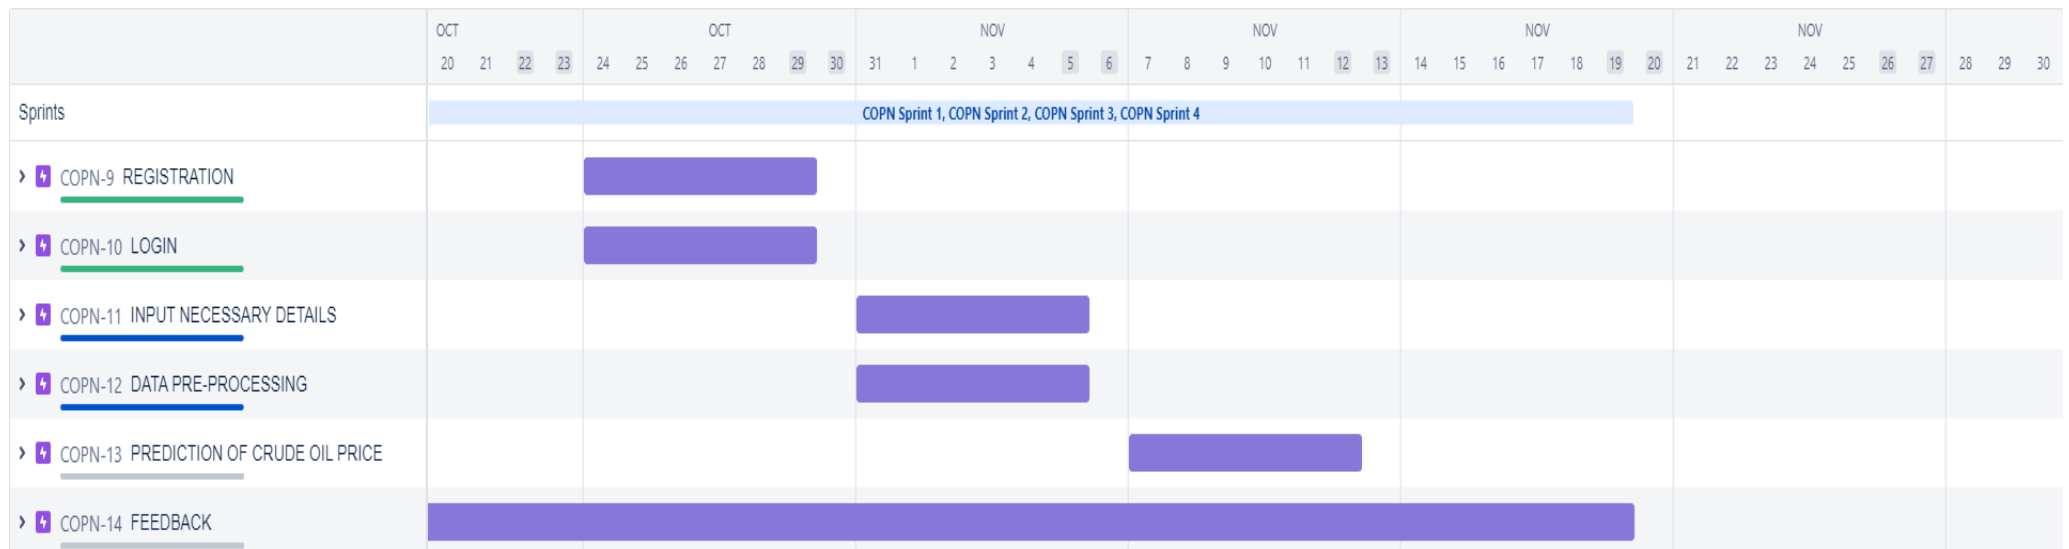 OCT OCT NOV NOV NOV NOV
20 21 22 23 24 25 26 27 28 29 30 31 1 2 3 4 5 6 7 8 9 10 11 12 13 14 15 16 17 18 19 20 21 22 23 24 25 26 27 28 29 30
Sprints COPN Sprint 1, COPN Sprint 2, COPN Sprint 3, COPN Sprint 4
COPN-9 REGISTRATION
COPN-10 LOGIN
COPN-11 INPUT NECESSARY DETAILS
COPN-12 DATA PRE-PROCESSING
COPN-13 PREDICTION OF CRUDE OIL PRICE
COPN-14 FEEDBACK